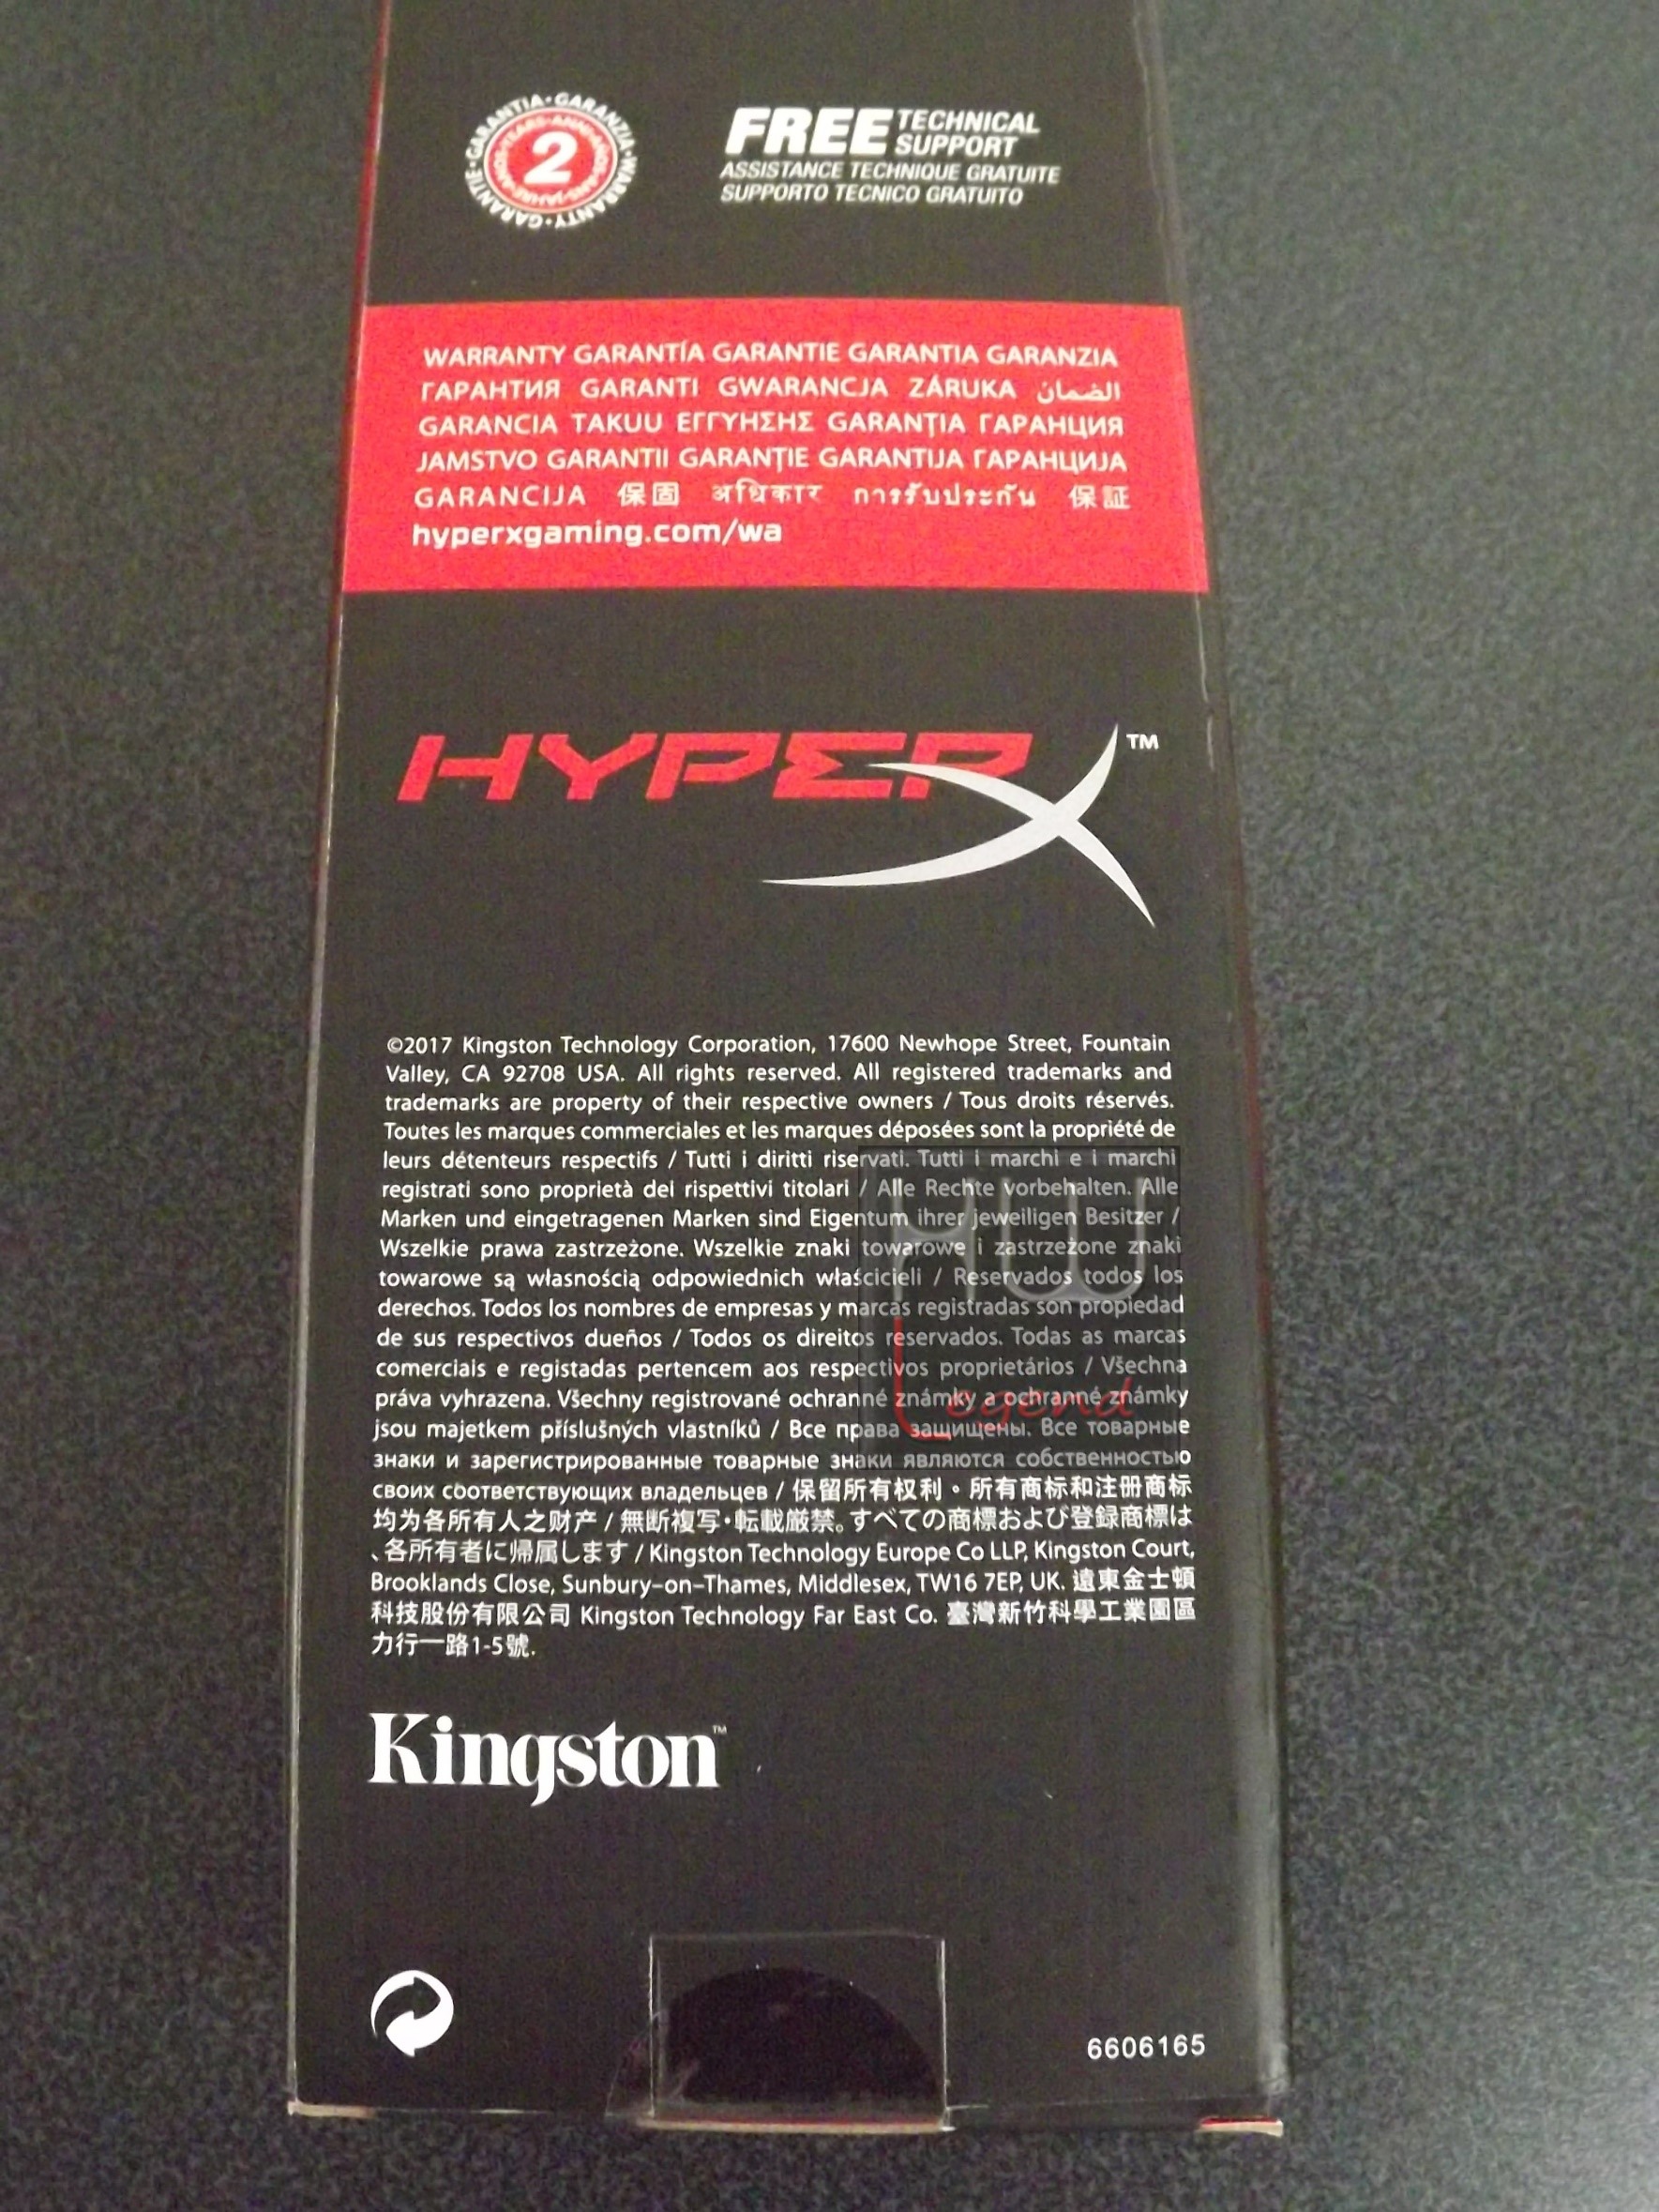 GARANTIA · GARANZIA · WARRANTY · GARANTIE
2
FREE TECHNICAL SUPPORT
ASSISTANCE TECHNIQUE GRATUITE
SUPPORTO TECNICO GRATUITO
WARRANTY GARANTÍA GARANTIE GARANTIA GARANZIA
ГАРАНТИЯ GARANTI GWARANCJA ZÁRUKA الضمان
GARANCIA TAKUU ΕΓΓΥΗΣΗΣ GARANŢIA ГАРАНЦИЯ
JAMSTVO GARANTII GARANŢIE GARANTIJA ГАРАНЦИЈА
GARANCIJA 保固 अधिकार การรับประกัน 保証
hyperxgaming.com/wa
HYPERX™
©2017 Kingston Technology Corporation, 17600 Newhope Street, Fountain
Valley, CA 92708 USA. All rights reserved. All registered trademarks and
trademarks are property of their respective owners / Tous droits réservés.
Toutes les marques commerciales et les marques déposées sont la propriété de
leurs détenteurs respectifs / Tutti i diritti riservati. Tutti i marchi e i marchi
registrati sono proprietà dei rispettivi titolari / Alle Rechte vorbehalten. Alle
Marken und eingetragenen Marken sind Eigentum ihrer jeweiligen Besitzer /
Wszelkie prawa zastrzeżone. Wszelkie znaki towarowe i zastrzeżone znaki
towarowe są własnością odpowiednich właścicieli / Reservados todos los
derechos. Todos los nombres de empresas y marcas registradas son propiedad
de sus respectivos dueños / Todos os direitos reservados. Todas as marcas
comerciais e registadas pertencem aos respectivos proprietários / Všechna
práva vyhrazena. Všechny registrované ochranné známky a ochranné známky
jsou majetkem příslušných vlastníků / Все права защищены. Все товарные
знаки и зарегистрированные товарные знаки являются собственностью
своих соответствующих владельцев / 保留所有权利。所有商标和注册商标
均为各所有人之财产 / 無断複写・転載厳禁。すべての商標および登録商標は
、各所有者に帰属します / Kingston Technology Europe Co LLP, Kingston Court,
Brooklands Close, Sunbury-on-Thames, Middlesex, TW16 7EP, UK. 遠東金士頓
科技股份有限公司 Kingston Technology Far East Co. 臺灣新竹科學工業園區
力行一路1-5號.
HW
Legend
Kingston™
6606165